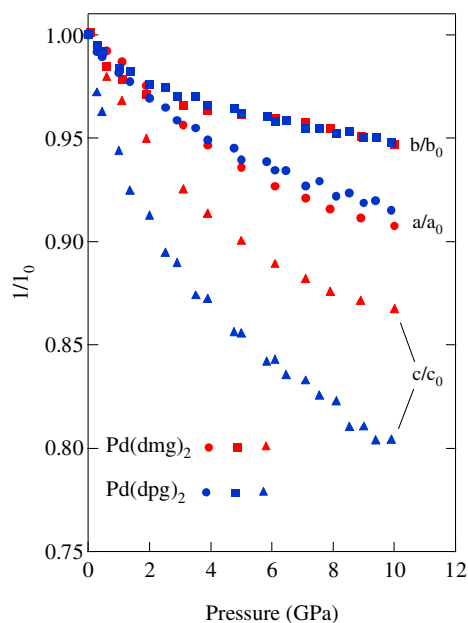 1.00
0.95
0.90
0.85
0.80
0.75
1/1₀
b/b₀
a/a₀
c/c₀
Pd(dmg)₂
Pd(dpg)₂
0 2 4 6 8 10
Pressure (GPa)